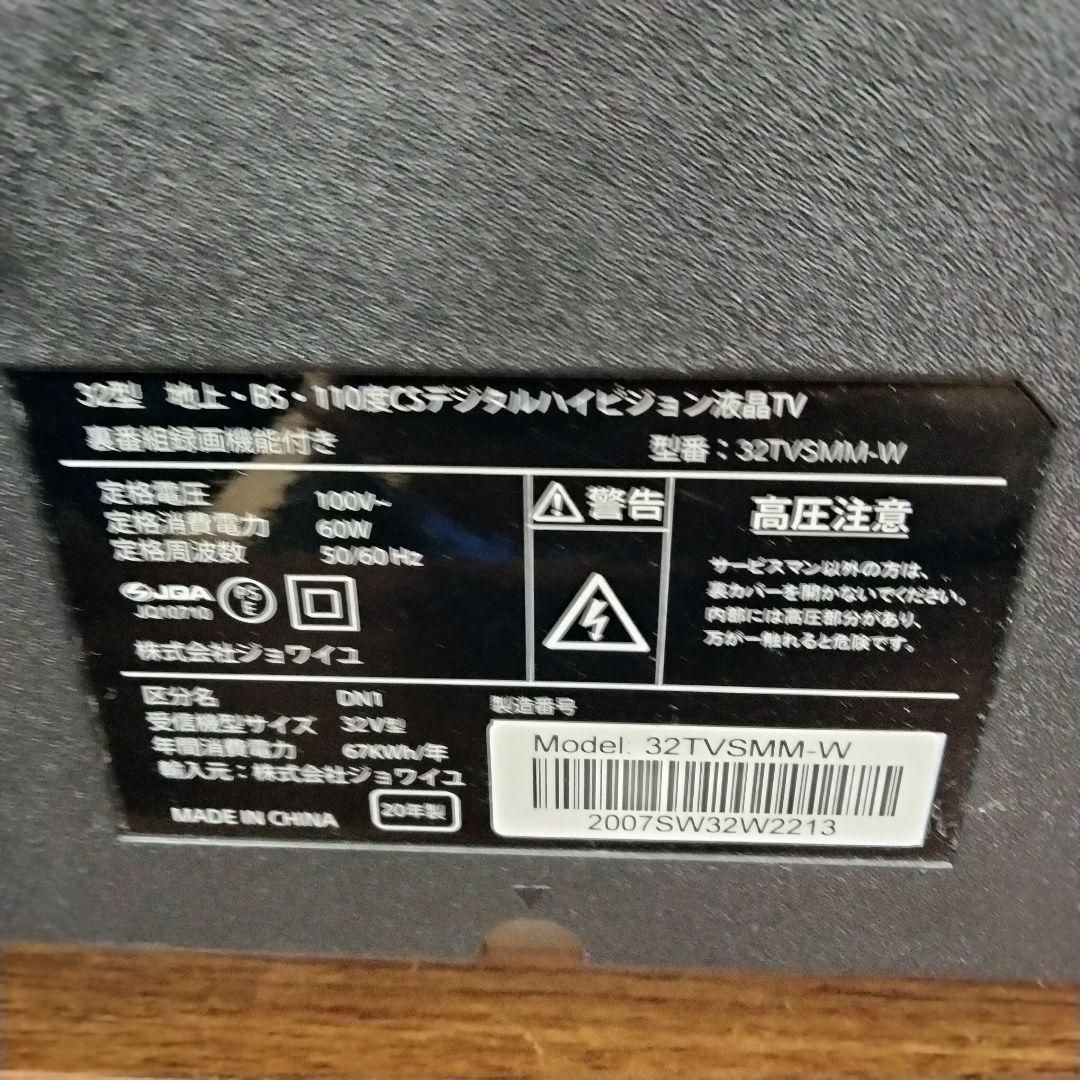 32型 地上・BS・110度CSデジタルハイビジョン液晶TV
裏番組録画機能付き 型番：32TVSMM-W
定格電圧 100V~
定格消費電力 60W
定格周波数 50/60Hz
JQA
JQ10710
PS
E
株式会社ジョワイユ
警告
高圧注意
サービスマン以外の方は、
裏カバーを開かないでください。
内部には高圧部分があり、
万が一触れると危険です。
区分名 DN1
受信機型サイズ 32V型
年間消費電力 67KWh/年
輸入元：株式会社ジョワイユ
MADE IN CHINA 20年製
製造番号
Model: 32TVSMM-W
2007SW32W2213